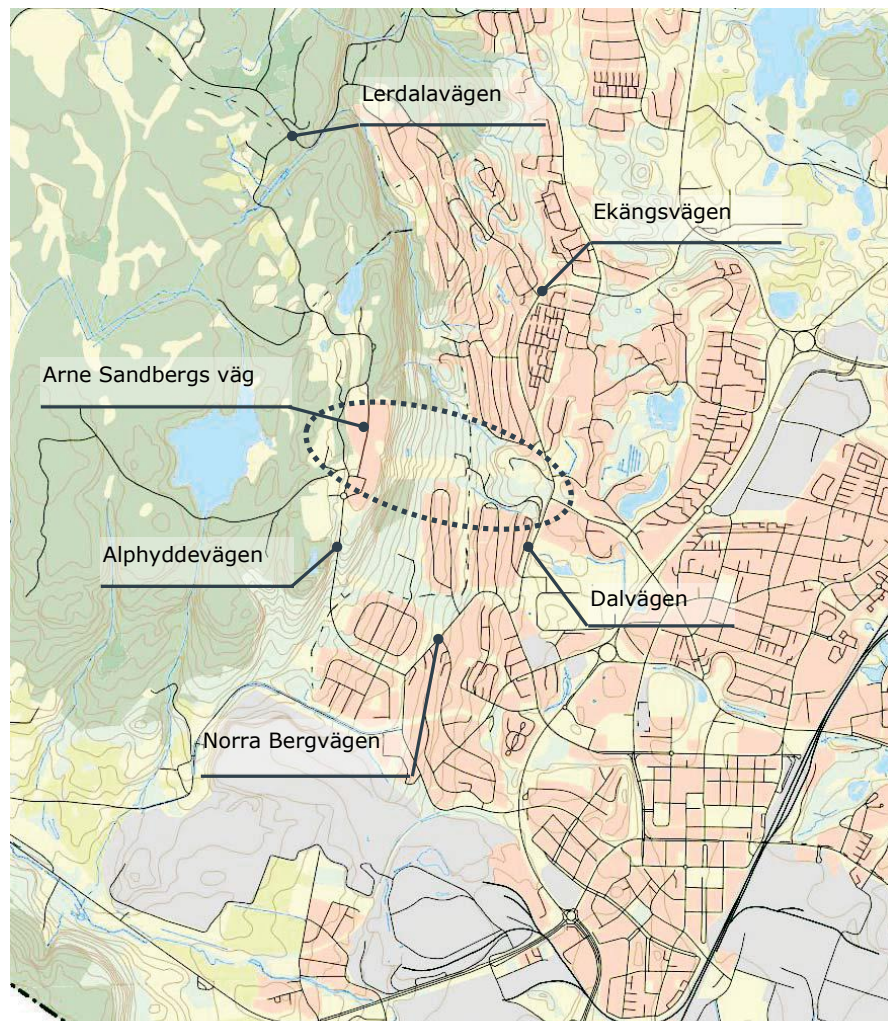 Lerdalavägen
Ekängsvägen
Arne Sandbergs väg
Alphyddevägen
Dalvägen
Norra Bergvägen